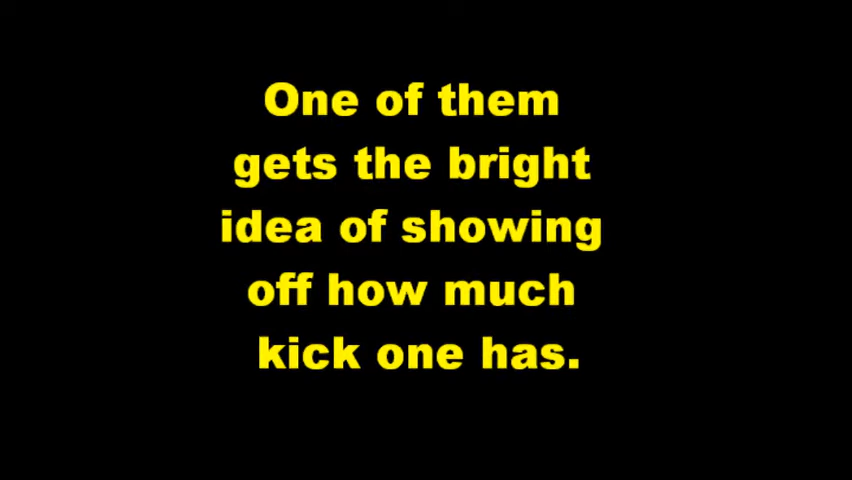 One of them
gets the bright
idea of showing
off how much
kick one has.